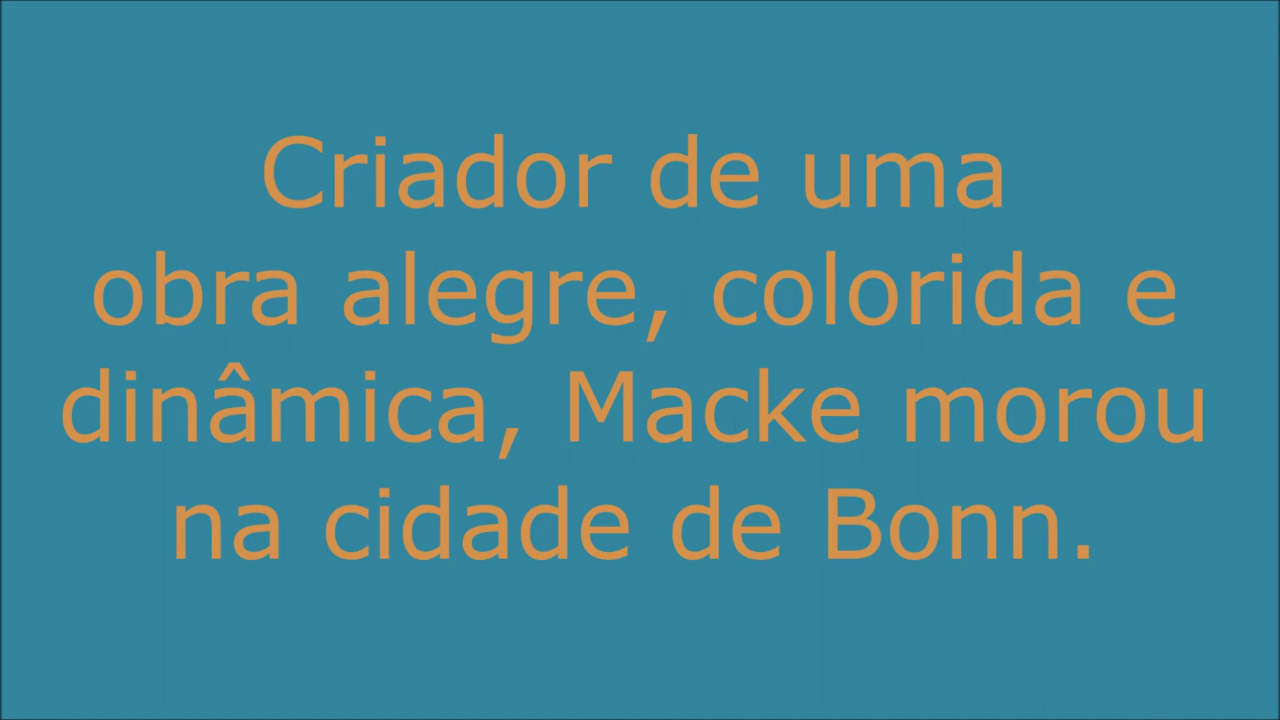 Criador de uma
obra alegre, colorida e
dinâmica, Macke morou
na cidade de Bonn.